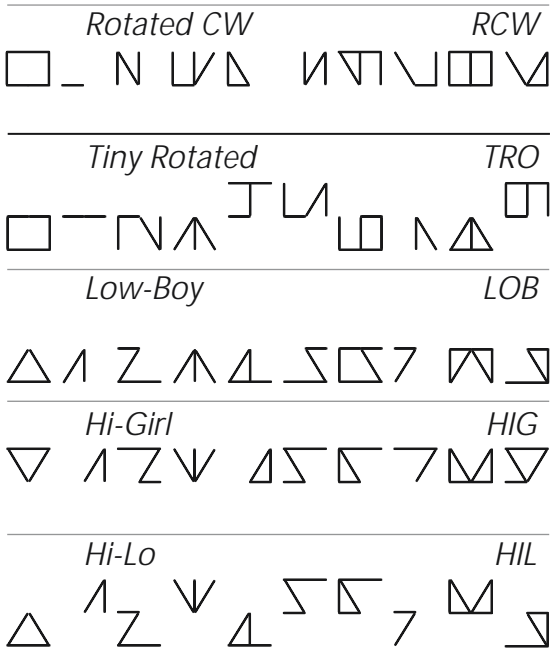 Rotated CW RCW
Tiny Rotated TRO
Low-Boy LOB
Hi-Girl HIG
Hi-Lo HIL